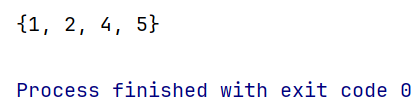 {1, 2, 4, 5}
Process finished with exit code 0